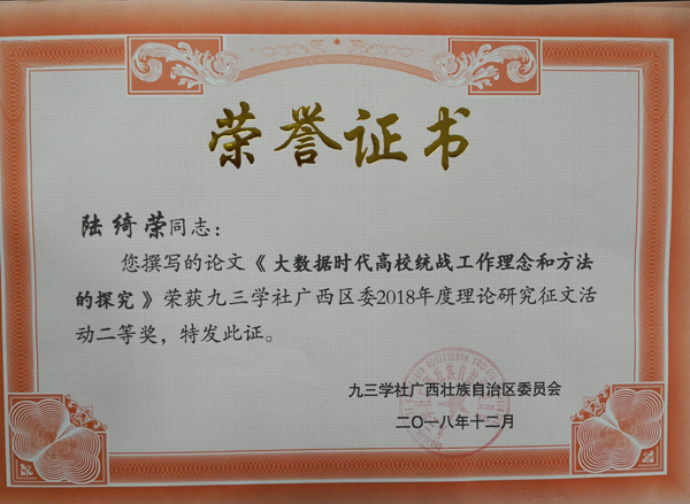 荣誉证书
陆绮荣同志：
您撰写的论文《大数据时代高校统战工作理念和方法
的探究》荣获九三学社广西区委2018年度理论研究征文活
动二等奖，特发此证。
九三学社广西壮族自治区委员会
二〇一八年十二月